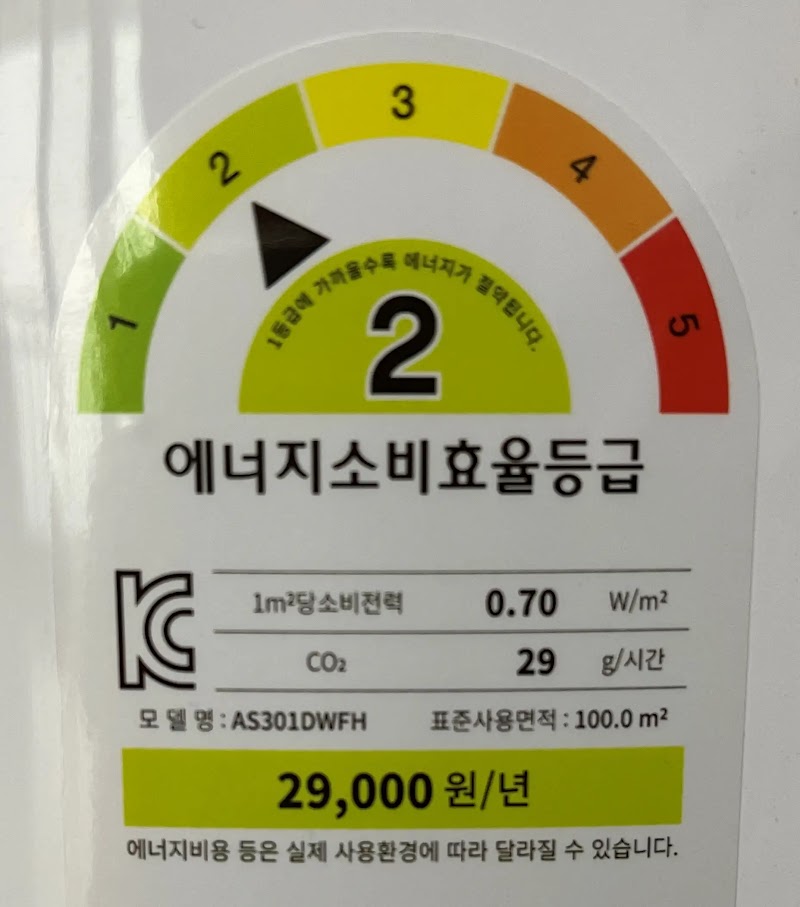 1
2
3
4
5
1등급에 가까울수록 에너지가 절약됩니다.
2
에너지소비효율등급
1m²당소비전력 0.70 W/m²
CO₂ 29 g/시간
모 델 명 : AS301DWFH 표준사용면적 : 100.0 m²
29,000 원/년
에너지비용 등은 실제 사용환경에 따라 달라질 수 있습니다.